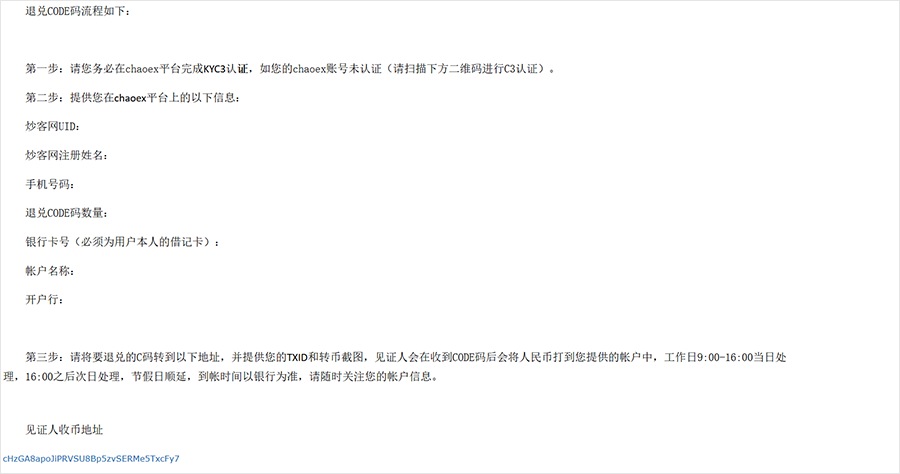 退兑CODE码流程如下：
第一步：请您务必在chaoex平台完成KYC3认证，如您的chaoex账号未认证（请扫描下方二维码进行C3认证）。
第二步：提供您在chaoex平台上的以下信息：
炒客网UID：
炒客网注册姓名：
手机号码：
退兑CODE码数量：
银行卡号（必须为用户本人的借记卡）：
帐户名称：
开户行：
第三步：请将要退兑的C码转到以下地址，并提供您的TXID和转币截图，见证人会在收到CODE码后会将人民币打到您提供的帐户中，工作日9:00-16:00当日处
理，16:00之后次日处理，节假日顺延，到帐时间以银行为准，请随时关注您的帐户信息。
见证人收币地址
cHzGA8apoJiPRVSU8Bp5zvSERMe5TxcFy7